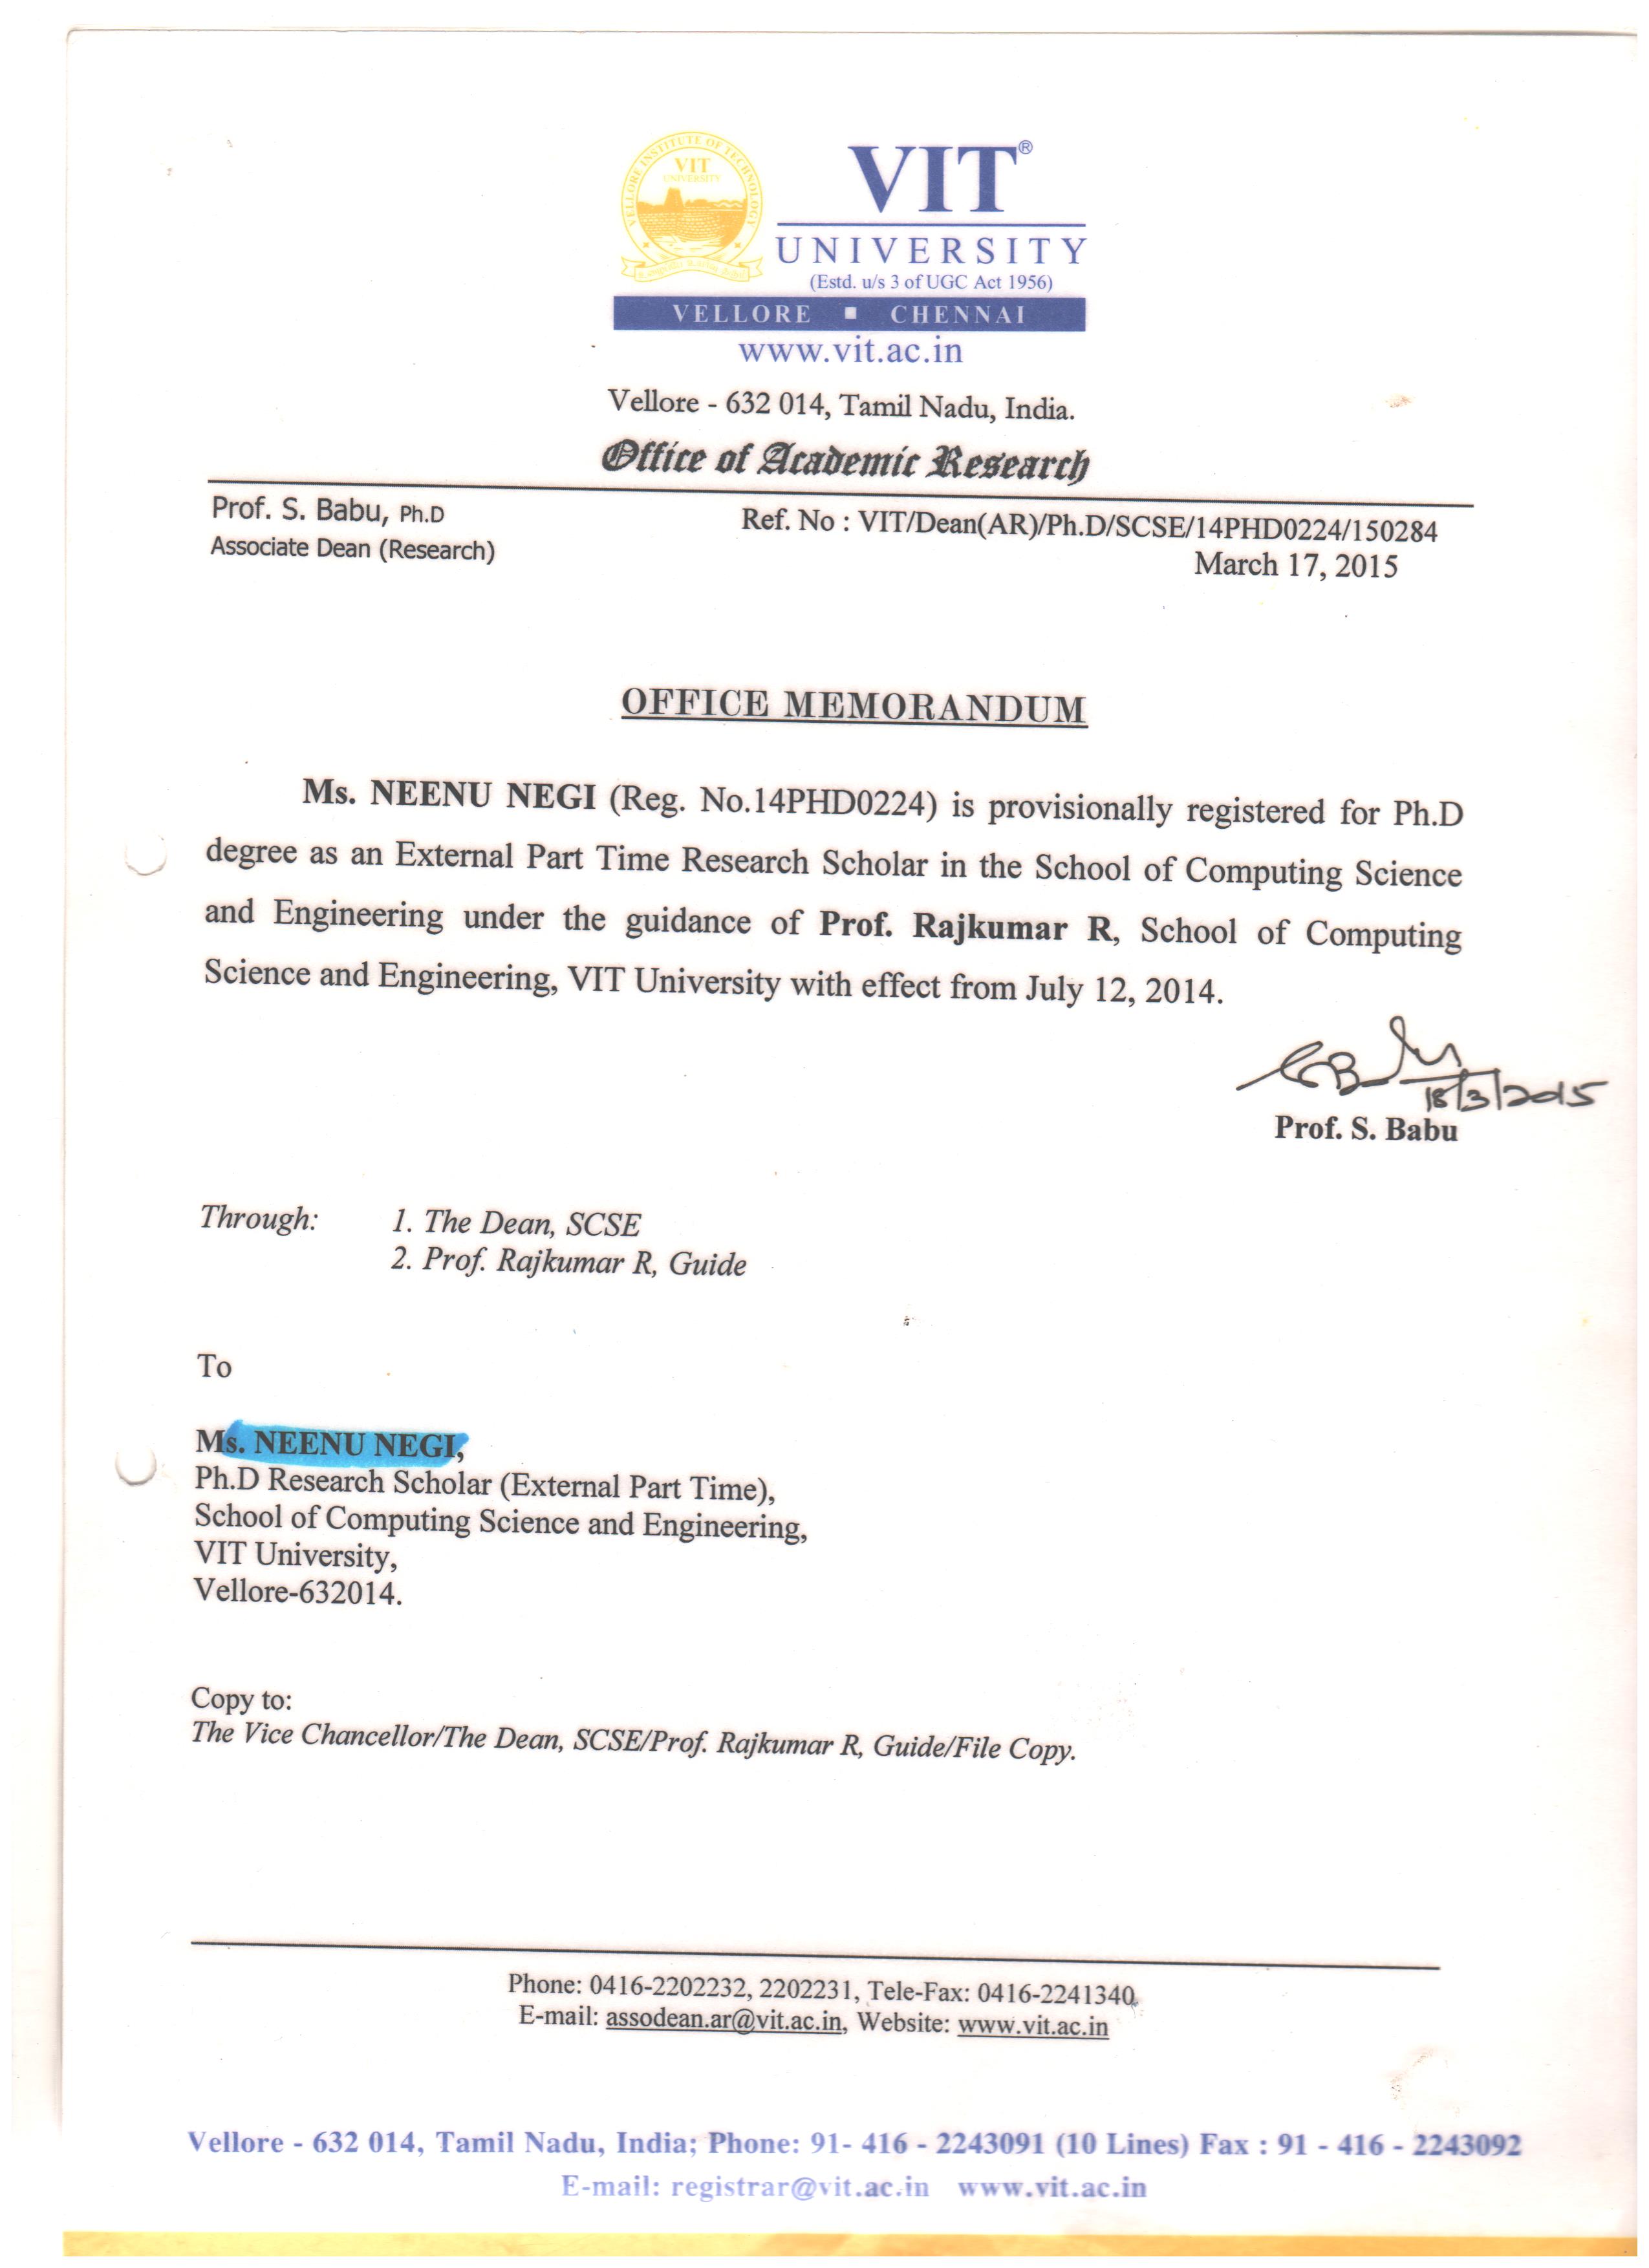 VELLORE INSTITUTE OF TECHNOLOGY
VIT
UNIVERSITY
VIT®
UNIVERSITY
(Estd. u/s 3 of UGC Act 1956)
VELLORE ▪ CHENNAI
www.vit.ac.in
Vellore - 632 014, Tamil Nadu, India.
Office of Academic Research
Prof. S. Babu, Ph.D
Associate Dean (Research)
Ref. No : VIT/Dean(AR)/Ph.D/SCSE/14PHD0224/150284
March 17, 2015
OFFICE MEMORANDUM
Ms. NEENU NEGI (Reg. No.14PHD0224) is provisionally registered for Ph.D
degree as an External Part Time Research Scholar in the School of Computing Science
and Engineering under the guidance of Prof. Rajkumar R, School of Computing
Science and Engineering, VIT University with effect from July 12, 2014.
18/3/2015
Prof. S. Babu
Through: 1. The Dean, SCSE
2. Prof. Rajkumar R, Guide
To
Ms. NEENU NEGI,
Ph.D Research Scholar (External Part Time),
School of Computing Science and Engineering,
VIT University,
Vellore-632014.
Copy to:
The Vice Chancellor/The Dean, SCSE/Prof. Rajkumar R, Guide/File Copy.
Phone: 0416-2202232, 2202231, Tele-Fax: 0416-2241340,
E-mail: assodean.ar@vit.ac.in, Website: www.vit.ac.in
Vellore - 632 014, Tamil Nadu, India; Phone: 91- 416 - 2243091 (10 Lines) Fax : 91 - 416 - 2243092
E-mail: registrar@vit.ac.in www.vit.ac.in